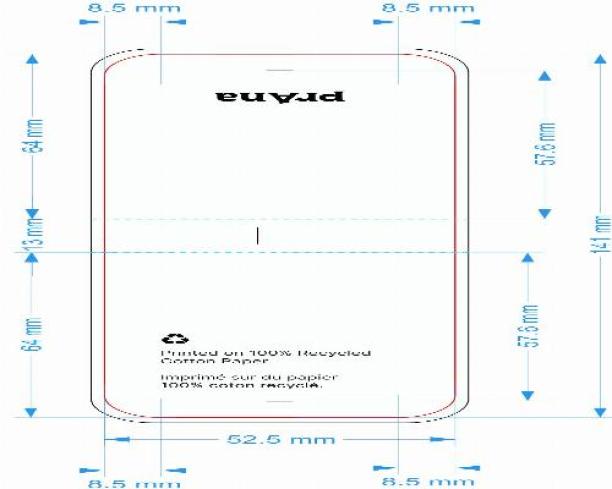 8.5 mm
8.5 mm
prAna
64 mm
57.6 mm
13 mm
141 mm
64 mm
57.6 mm
Printed on 100% Recycled
Cotton Paper
Imprimé sur du papier
100% coton recyclé.
52.5 mm
8.5 mm
8.5 mm